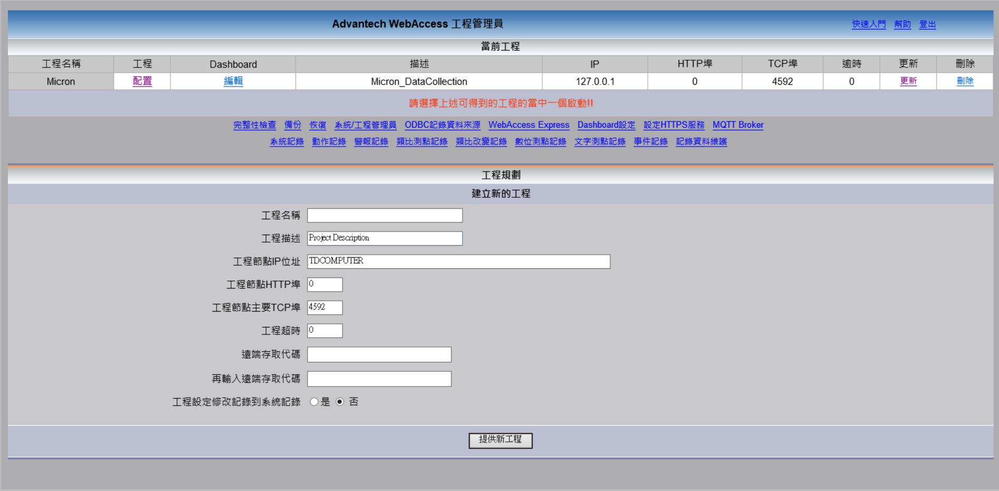 Advantech WebAccess 工程管理員 快速入門 幫助 登出
當前工程
工程名稱 工程 Dashboard 描述 IP HTTP埠 TCP埠 逾時 更新 刪除
Micron 配置 編輯 Micron_DataCollection 127.0.0.1 0 4592 0 更新 刪除
請選擇上述可得到的工程的當中一個啟動!!
完整性檢查 備份 恢復 系統/工程管理員 ODBC記錄資料來源 WebAccess Express Dashboard設定 設定HTTPS服務 MQTT Broker
系統記錄 動作記錄 警報記錄 類比測點記錄 類比改變記錄 數位測點記錄 文字測點記錄 事件記錄 記錄資料維護
工程規劃
建立新的工程
工程名稱
工程描述 Project Description
工程節點IP位址 TDCOMPUTER
工程節點HTTP埠 0
工程節點主要TCP埠 4592
工程超時 0
遠端存取代碼
再輸入遠端存取代碼
工程設定修改記錄到系統記錄 是 否
提供新工程